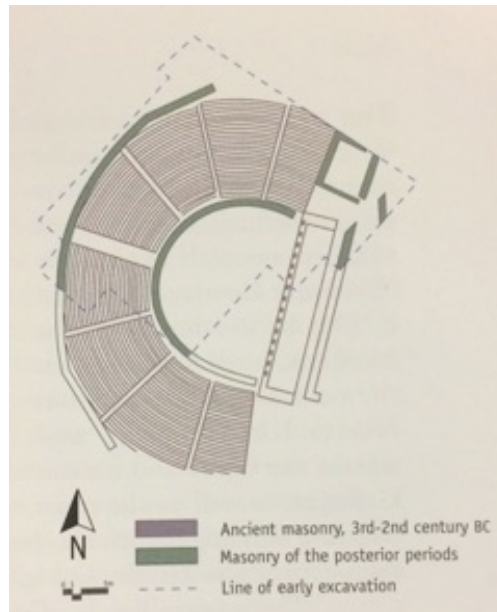 Ancient masonry, 3rd-2nd century BC
N
Masonry of the posterior periods
Line of early excavation